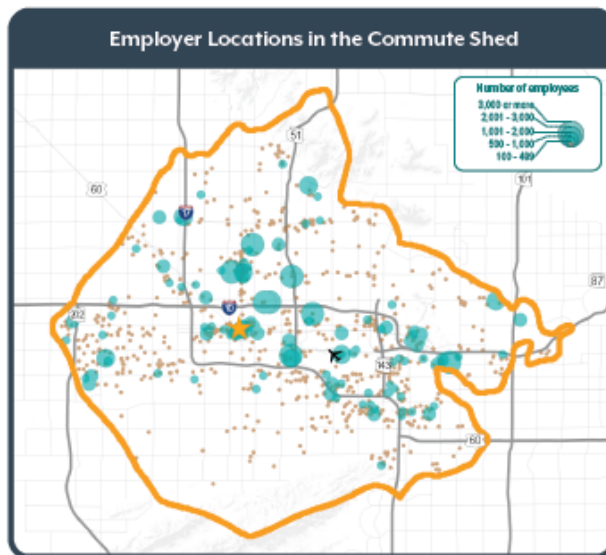 Employer Locations in the Commute Shed
Number of employees
3,000 or more
2,001 - 3,000
1,001 - 2,000
500 - 1,000
100 - 499
51
101
60
17
87
10
202
143
60